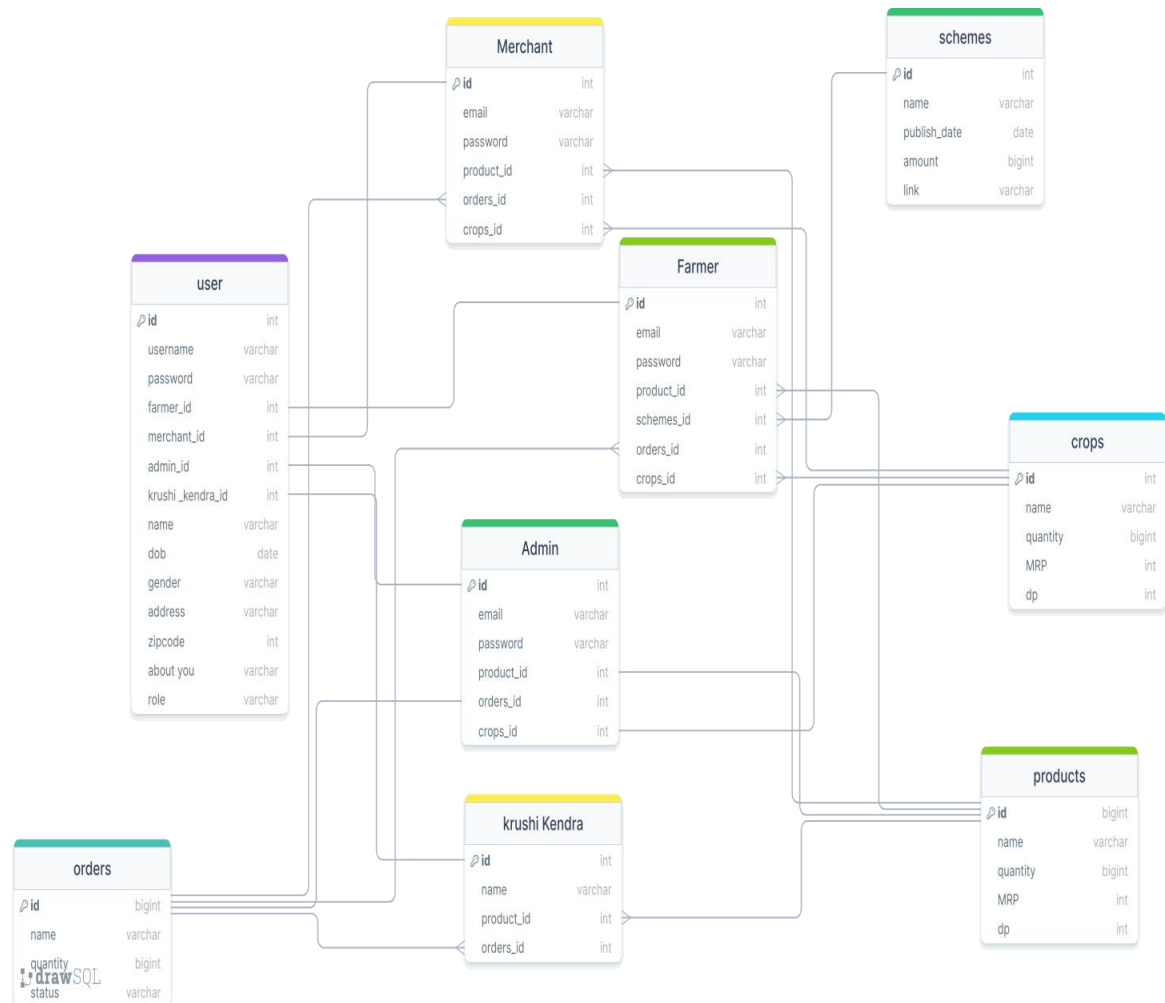 Merchant
id int
email varchar
password varchar
product_id int
orders_id int
crops_id int
schemes
id int
name varchar
publish_date date
amount bigint
link varchar
user
id int
username varchar
password varchar
farmer_id int
merchant_id int
admin_id int
krushi _kendra_id int
name varchar
dob date
gender varchar
address varchar
zipcode int
about you varchar
role varchar
Farmer
id int
email varchar
password varchar
product_id int
schemes_id int
orders_id int
crops_id int
crops
id int
name varchar
quantity bigint
MRP int
dp int
Admin
id int
email varchar
password varchar
product_id int
orders_id int
crops_id int
products
id bigint
name varchar
quantity bigint
MRP int
dp int
krushi Kendra
id int
name varchar
product_id int
orders_id int
orders
id bigint
name varchar
quantity bigint
drawSQL
status varchar